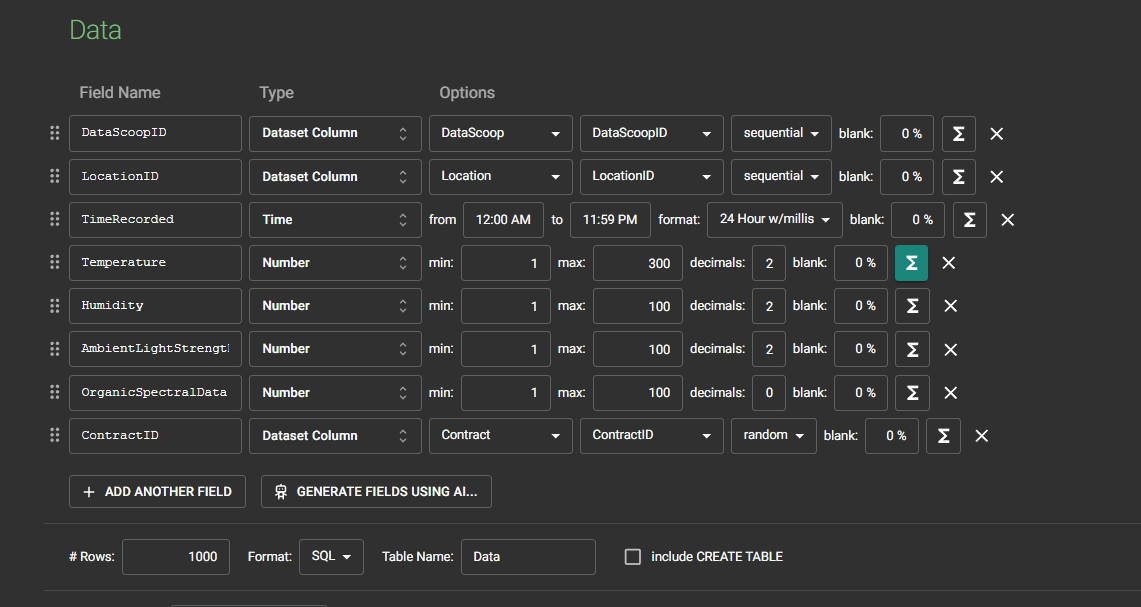 Data
Field Name Type Options
DataScoopID Dataset Column DataScoop DataScoopID sequential blank: 0 % Σ
LocationID Dataset Column Location LocationID sequential blank: 0 % Σ
TimeRecorded Time from 12:00 AM to 11:59 PM format: 24 Hour w/millis blank: 0 % Σ
Temperature Number min: 1 max: 300 decimals: 2 blank: 0 % Σ
Humidity Number min: 1 max: 100 decimals: 2 blank: 0 % Σ
AmbientLightStrengt Number min: 1 max: 100 decimals: 2 blank: 0 % Σ
OrganicSpectralData Number min: 1 max: 100 decimals: 0 blank: 0 % Σ
ContractID Dataset Column Contract ContractID random blank: 0 % Σ
+ ADD ANOTHER FIELD GENERATE FIELDS USING AI...
# Rows: 1000 Format: SQL Table Name: Data include CREATE TABLE